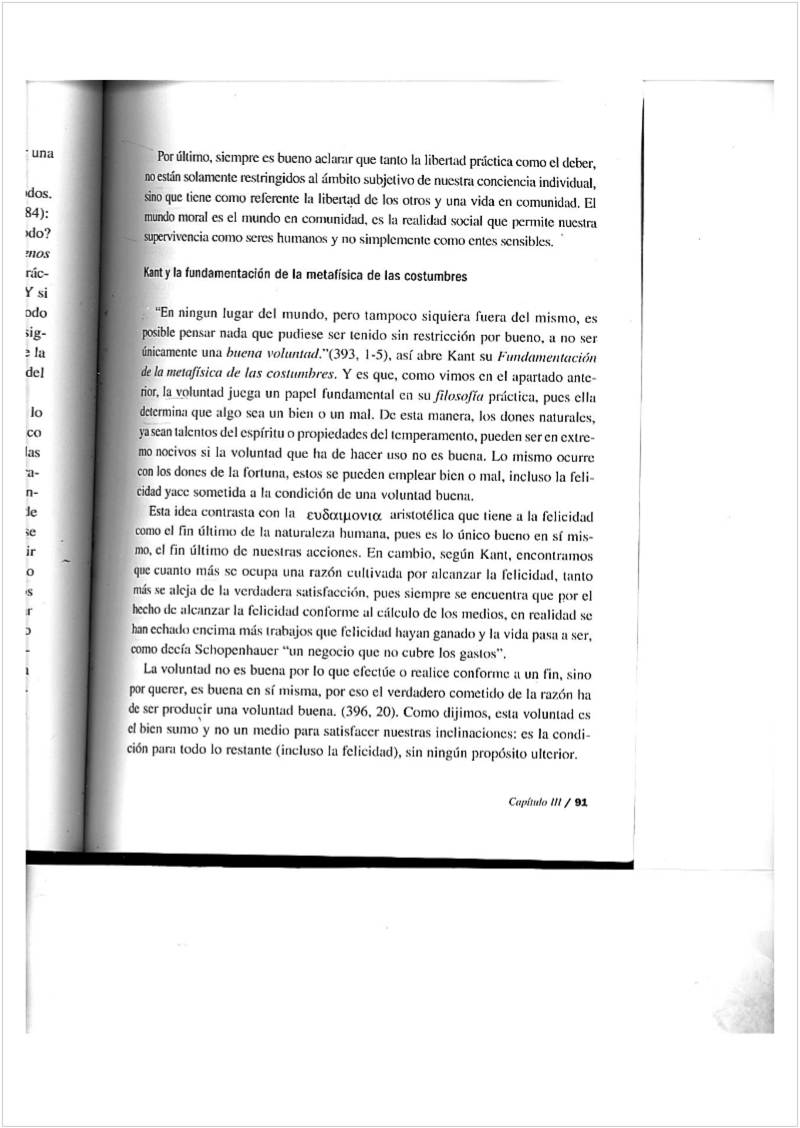 una
dos.
84):
do?
nos
rác-
Y si
odo
sig-
e la
del
lo
co
las
a-
n-
le
se
ir
o
s
r
o
-
Por último, siempre es bueno aclarar que tanto la libertad práctica como el deber,
no están solamente restringidos al ámbito subjetivo de nuestra conciencia individual,
sino que tiene como referente la libertad de los otros y una vida en comunidad. El
mundo moral es el mundo en comunidad, es la realidad social que permite nuestra
supervivencia como seres humanos y no simplemente como entes sensibles.
Kant y la fundamentación de la metafísica de las costumbres
“En ningun lugar del mundo, pero tampoco siquiera fuera del mismo, es
posible pensar nada que pudiese ser tenido sin restricción por bueno, a no ser
únicamente una buena voluntad.”(393, 1-5), así abre Kant su Fundamentación
de la metafísica de las costumbres. Y es que, como vimos en el apartado ante-
rior, la voluntad juega un papel fundamental en su filosofía práctica, pues ella
determina que algo sea un bien o un mal. De esta manera, los dones naturales,
ya sean talentos del espíritu o propiedades del temperamento, pueden ser en extre-
mo nocivos si la voluntad que ha de hacer uso no es buena. Lo mismo ocurre
con los dones de la fortuna, estos se pueden emplear bien o mal, incluso la feli-
cidad yace sometida a la condición de una voluntad buena.
Esta idea contrasta con la ευδαιμονια aristotélica que tiene a la felicidad
como el fin último de la naturaleza humana, pues es lo único bueno en sí mis-
mo, el fin último de nuestras acciones. En cambio, según Kant, encontramos
que cuanto más se ocupa una razón cultivada por alcanzar la felicidad, tanto
más se aleja de la verdadera satisfacción, pues siempre se encuentra que por el
hecho de alcanzar la felicidad conforme al cálculo de los medios, en realidad se
han echado encima más trabajos que felicidad hayan ganado y la vida pasa a ser,
como decía Schopenhauer “un negocio que no cubre los gastos”.
La voluntad no es buena por lo que efectúe o realice conforme a un fin, sino
por querer, es buena en sí misma, por eso el verdadero cometido de la razón ha
de ser producir una voluntad buena. (396, 20). Como dijimos, esta voluntad es
el bien sumo y no un medio para satisfacer nuestras inclinaciones: es la condi-
ción para todo lo restante (incluso la felicidad), sin ningún propósito ulterior.
Capítulo III / 91